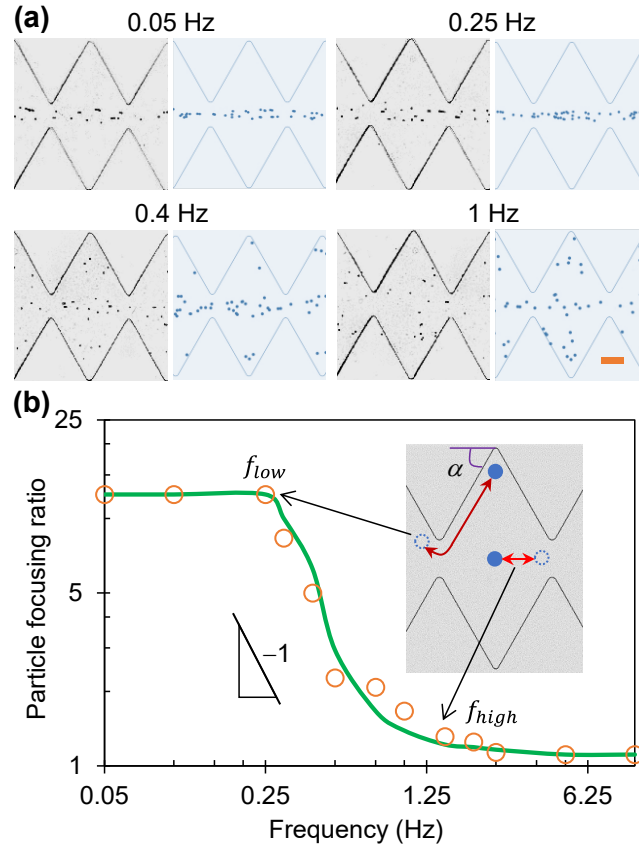 (a)
0.05 Hz
0.25 Hz
0.4 Hz
1 Hz
(b)
Particle focusing ratio
25
5
1
f_low
α
−1
f_high
0.05
0.25
1.25
6.25
Frequency (Hz)